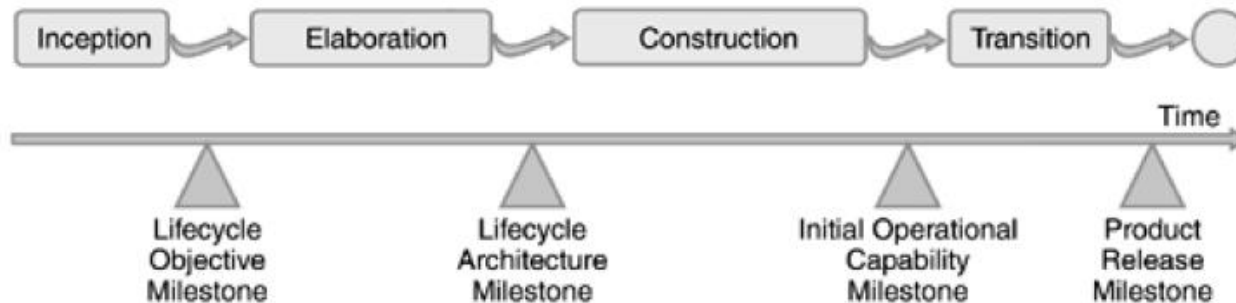 Inception
Elaboration
Construction
Transition
Time
Lifecycle
Objective
Milestone
Lifecycle
Architecture
Milestone
Initial Operational
Capability
Milestone
Product
Release
Milestone